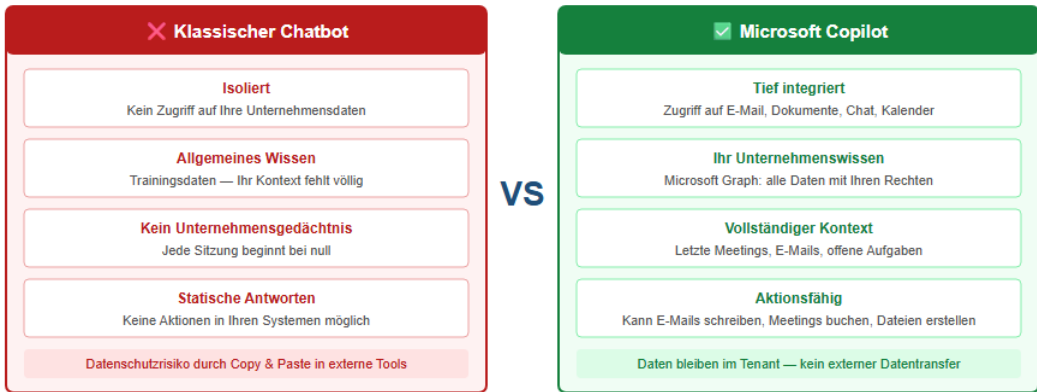 ❌ Klassischer Chatbot
Isoliert
Kein Zugriff auf Ihre Unternehmensdaten
Allgemeines Wissen
Trainingsdaten — Ihr Kontext fehlt völlig
Kein Unternehmensgedächtnis
Jede Sitzung beginnt bei null
Statische Antworten
Keine Aktionen in Ihren Systemen möglich
Datenschutzrisiko durch Copy & Paste in externe Tools
VS
✅ Microsoft Copilot
Tief integriert
Zugriff auf E-Mail, Dokumente, Chat, Kalender
Ihr Unternehmenswissen
Microsoft Graph: alle Daten mit Ihren Rechten
Vollständiger Kontext
Letzte Meetings, E-Mails, offene Aufgaben
Aktionsfähig
Kann E-Mails schreiben, Meetings buchen, Dateien erstellen
Daten bleiben im Tenant — kein externer Datentransfer